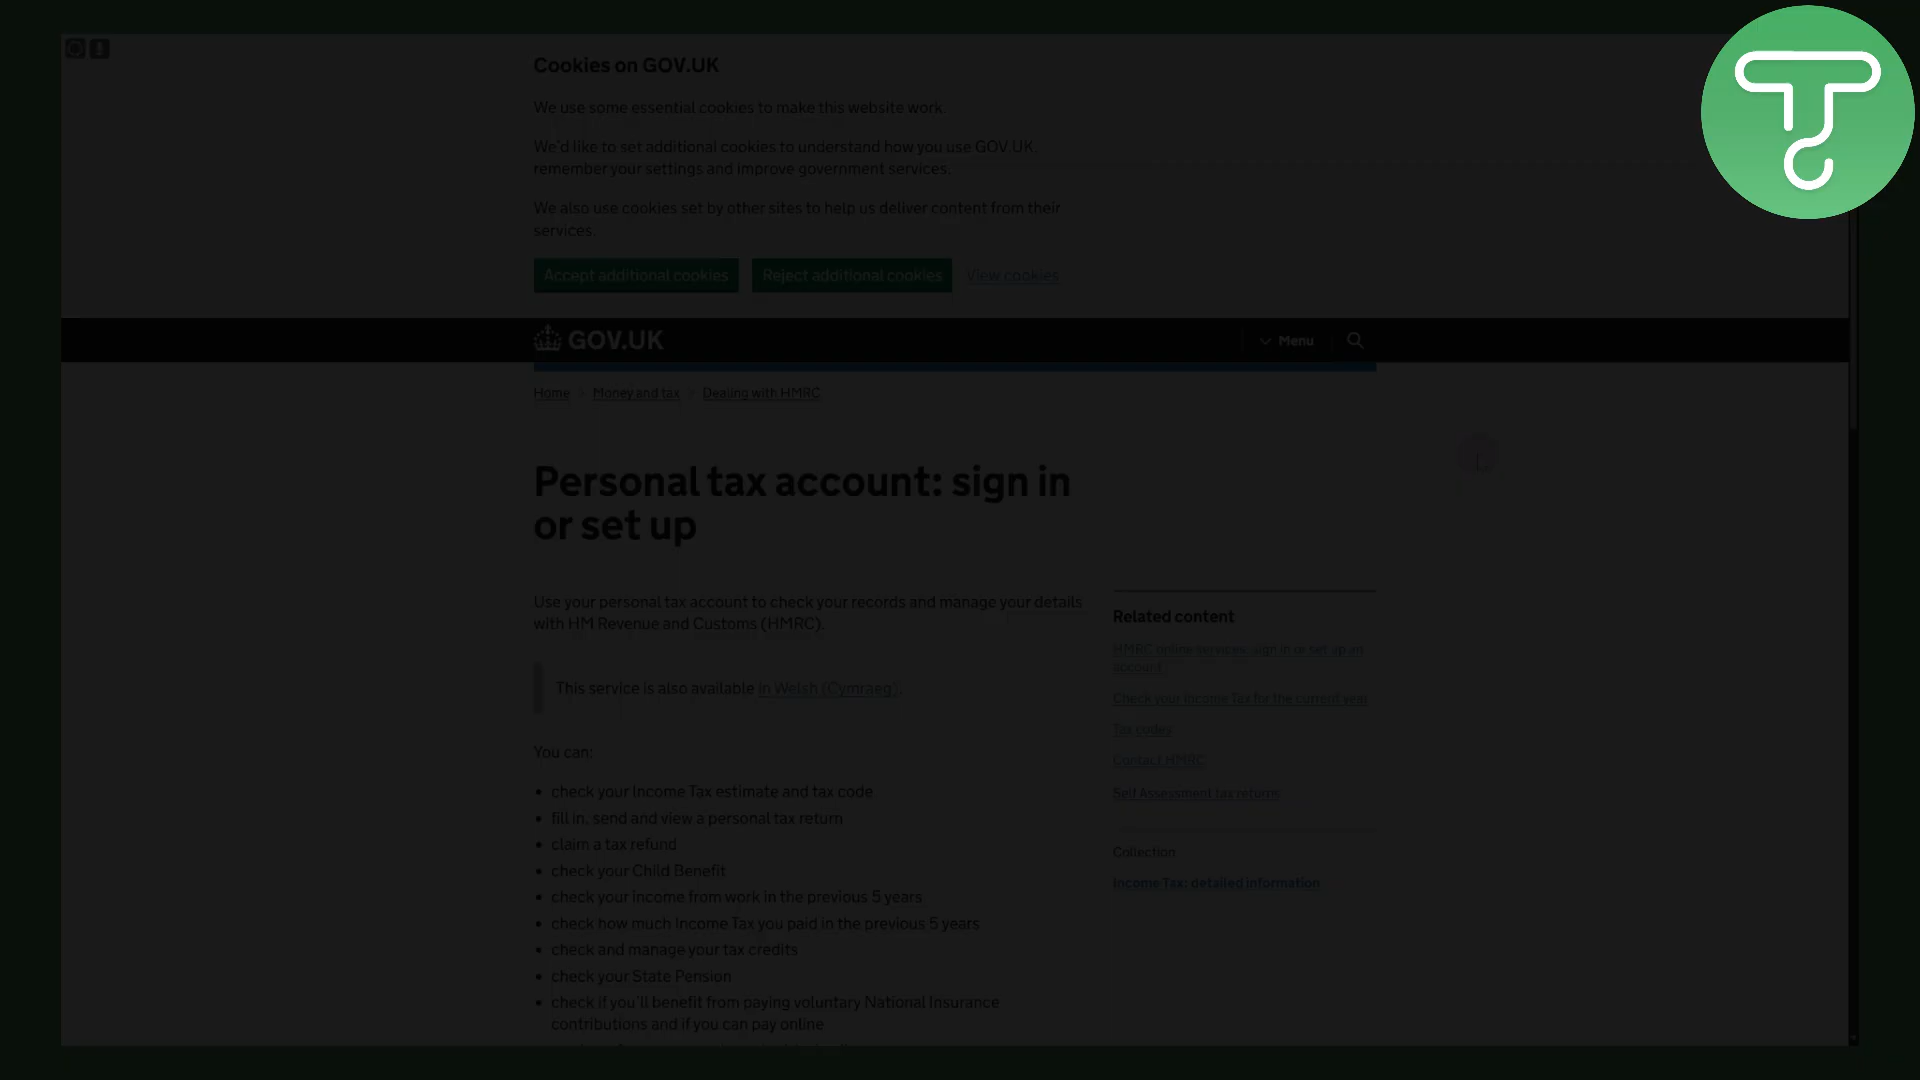 Cookies on GOV.UK
We use some essential cookies to make this website work.
We'd like to set additional cookies to understand how you use GOV.UK,
remember your settings and improve government services.
We also use cookies set by other sites to help us deliver content from their
services.
Accept additional cookies Reject additional cookies View cookies
GOV.UK Menu
Home Money and tax Dealing with HMRC
Personal tax account: sign in
or set up
Use your personal tax account to check your records and manage your details
with HM Revenue and Customs (HMRC).
This service is also available in Welsh (Cymraeg).
You can:
• check your Income Tax estimate and tax code
• fill in, send and view a personal tax return
• claim a tax refund
• check your Child Benefit
• check your income from work in the previous 5 years
• check how much Income Tax you paid in the previous 5 years
• check and manage your tax credits
• check your State Pension
• check if you'll benefit from paying voluntary National Insurance
contributions and if you can pay online
Related content
HMRC online services: sign in or set up an
account
Check your Income Tax for the current year
Tax codes
Contact HMRC
Self Assessment tax returns
Collection
Income Tax: detailed information